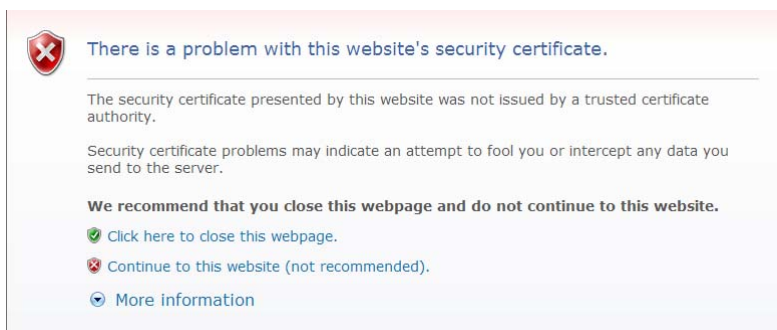 There is a problem with this website's security certificate.
The security certificate presented by this website was not issued by a trusted certificate
authority.
Security certificate problems may indicate an attempt to fool you or intercept any data you
send to the server.
We recommend that you close this webpage and do not continue to this website.
Click here to close this webpage.
Continue to this website (not recommended).
More information